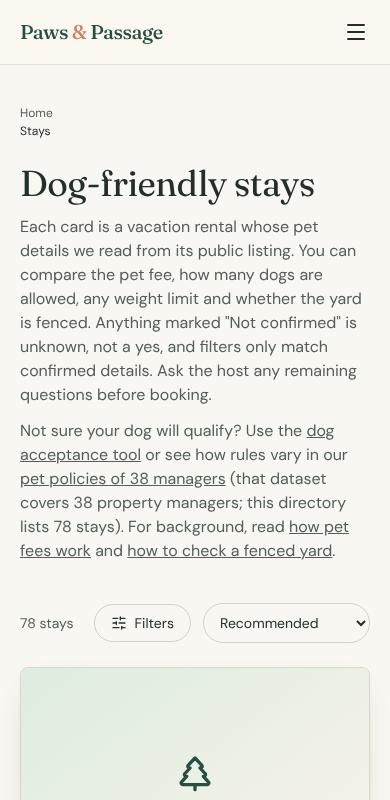 Paws & Passage
Home
Stays
Dog-friendly stays
Each card is a vacation rental whose pet
details we read from its public listing. You can
compare the pet fee, how many dogs are
allowed, any weight limit and whether the yard
is fenced. Anything marked "Not confirmed" is
unknown, not a yes, and filters only match
confirmed details. Ask the host any remaining
questions before booking.
Not sure your dog will qualify? Use the dog
acceptance tool or see how rules vary in our
pet policies of 38 managers (that dataset
covers 38 property managers; this directory
lists 78 stays). For background, read how pet
fees work and how to check a fenced yard.
78 stays Filters Recommended